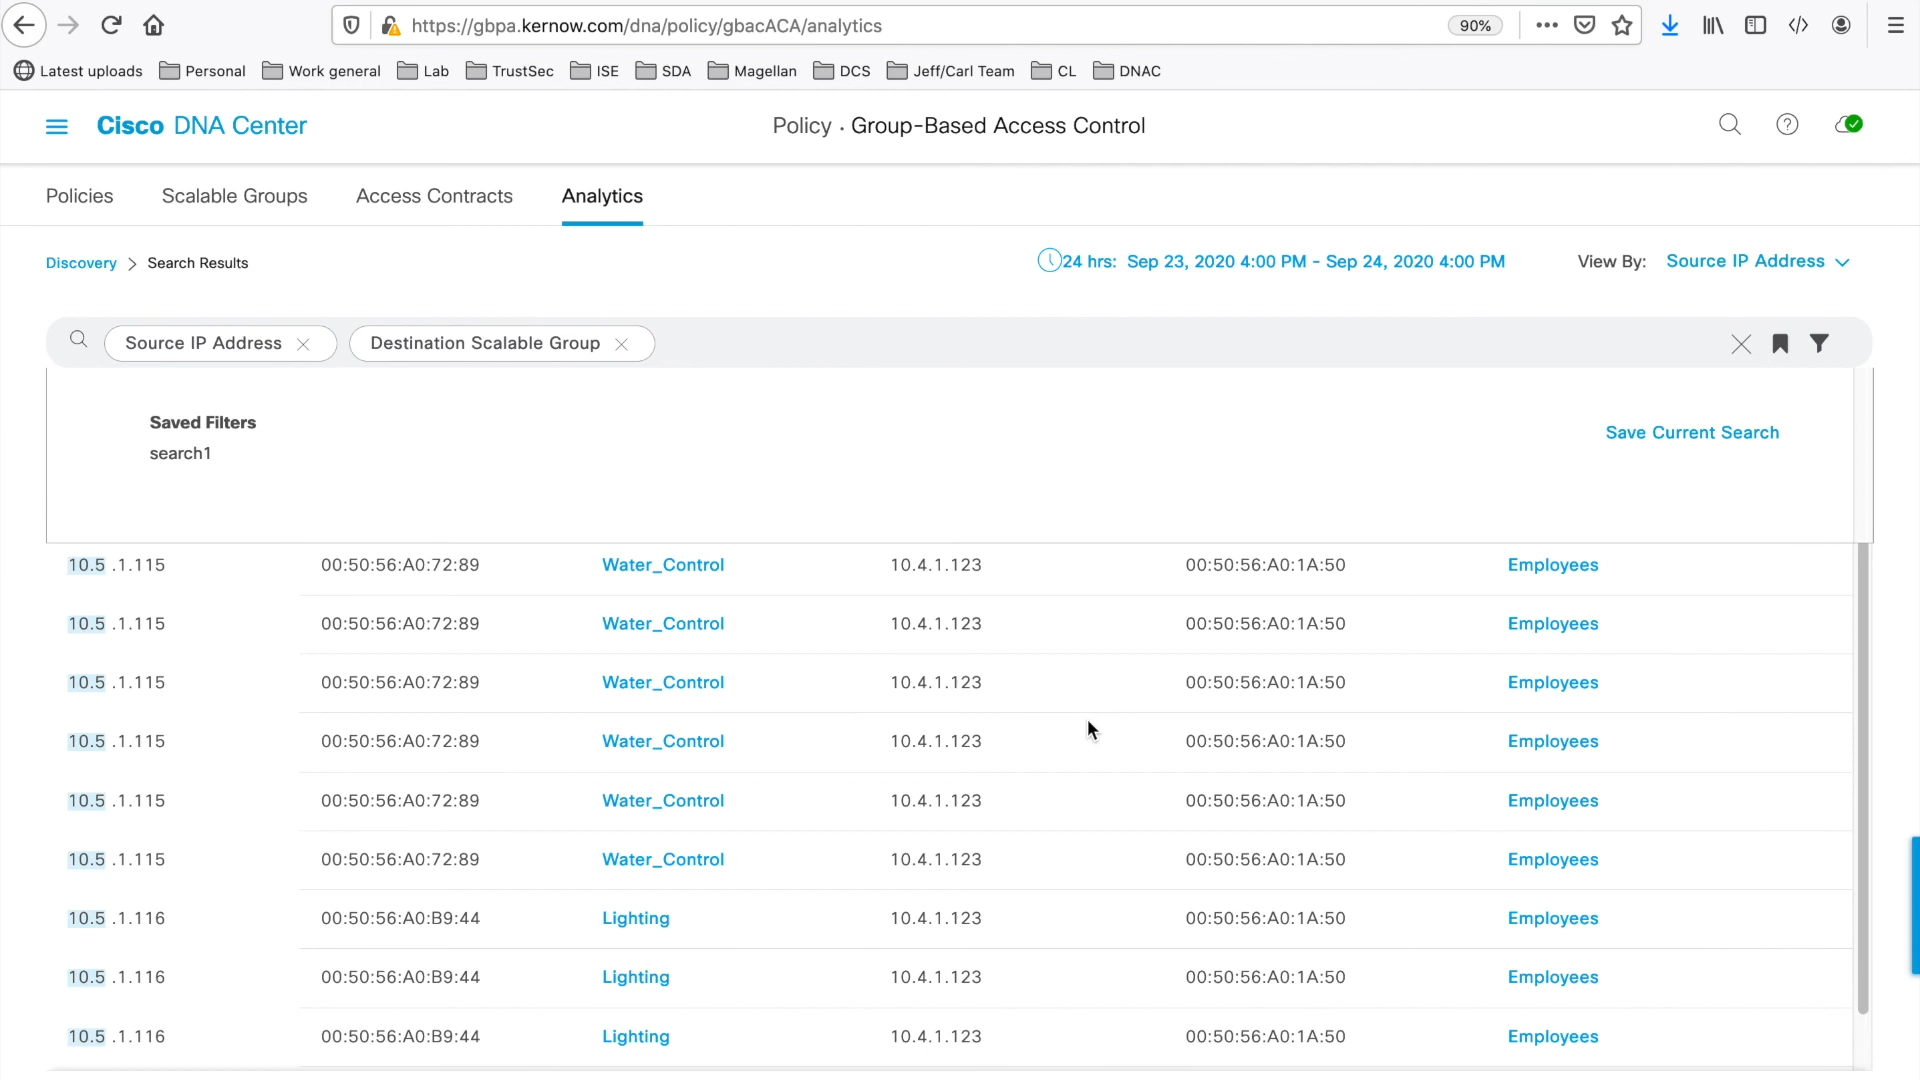 https://gbpa.kernow.com/dna/policy/gbacACA/analytics 90%
Latest uploads Personal Work general Lab TrustSec ISE SDA Magellan DCS Jeff/Carl Team CL DNAC
Cisco DNA Center Policy · Group-Based Access Control
Policies Scalable Groups Access Contracts Analytics
Discovery > Search Results 24 hrs: Sep 23, 2020 4:00 PM - Sep 24, 2020 4:00 PM View By: Source IP Address
Source IP Address Destination Scalable Group
Saved Filters
Save Current Search
search1
10.5 .1.115 00:50:56:A0:72:89 Water_Control 10.4.1.123 00:50:56:A0:1A:50 Employees
10.5 .1.115 00:50:56:A0:72:89 Water_Control 10.4.1.123 00:50:56:A0:1A:50 Employees
10.5 .1.115 00:50:56:A0:72:89 Water_Control 10.4.1.123 00:50:56:A0:1A:50 Employees
10.5 .1.115 00:50:56:A0:72:89 Water_Control 10.4.1.123 00:50:56:A0:1A:50 Employees
10.5 .1.115 00:50:56:A0:72:89 Water_Control 10.4.1.123 00:50:56:A0:1A:50 Employees
10.5 .1.115 00:50:56:A0:72:89 Water_Control 10.4.1.123 00:50:56:A0:1A:50 Employees
10.5 .1.116 00:50:56:A0:B9:44 Lighting 10.4.1.123 00:50:56:A0:1A:50 Employees
10.5 .1.116 00:50:56:A0:B9:44 Lighting 10.4.1.123 00:50:56:A0:1A:50 Employees
10.5 .1.116 00:50:56:A0:B9:44 Lighting 10.4.1.123 00:50:56:A0:1A:50 Employees